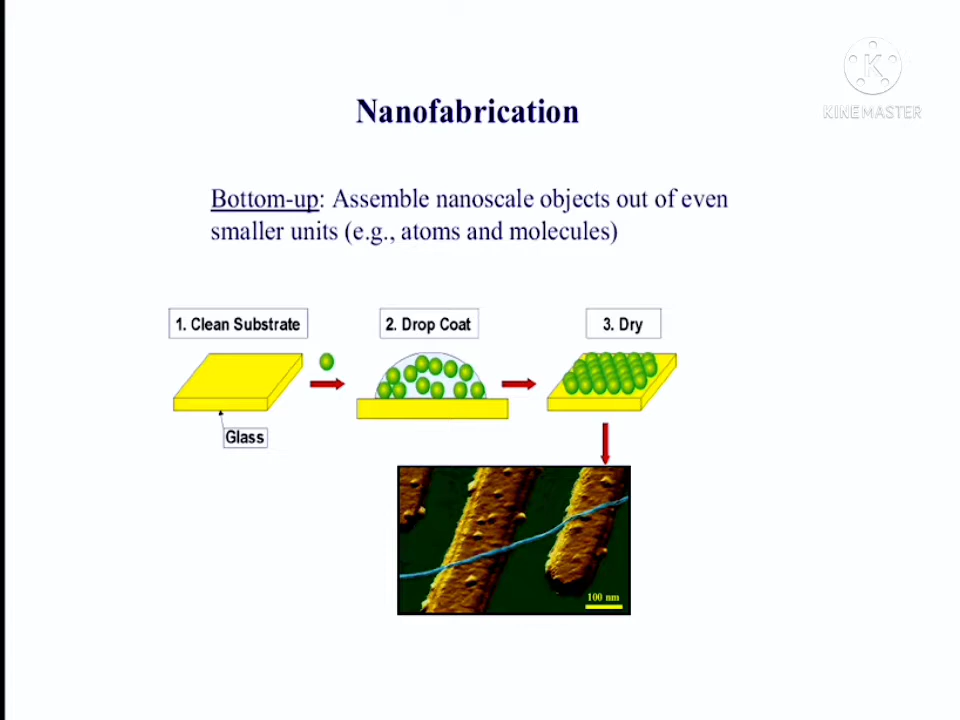 KINEMASTER
Nanofabrication
Bottom-up: Assemble nanoscale objects out of even
smaller units (e.g., atoms and molecules)
1. Clean Substrate
2. Drop Coat
3. Dry
Glass
100 nm